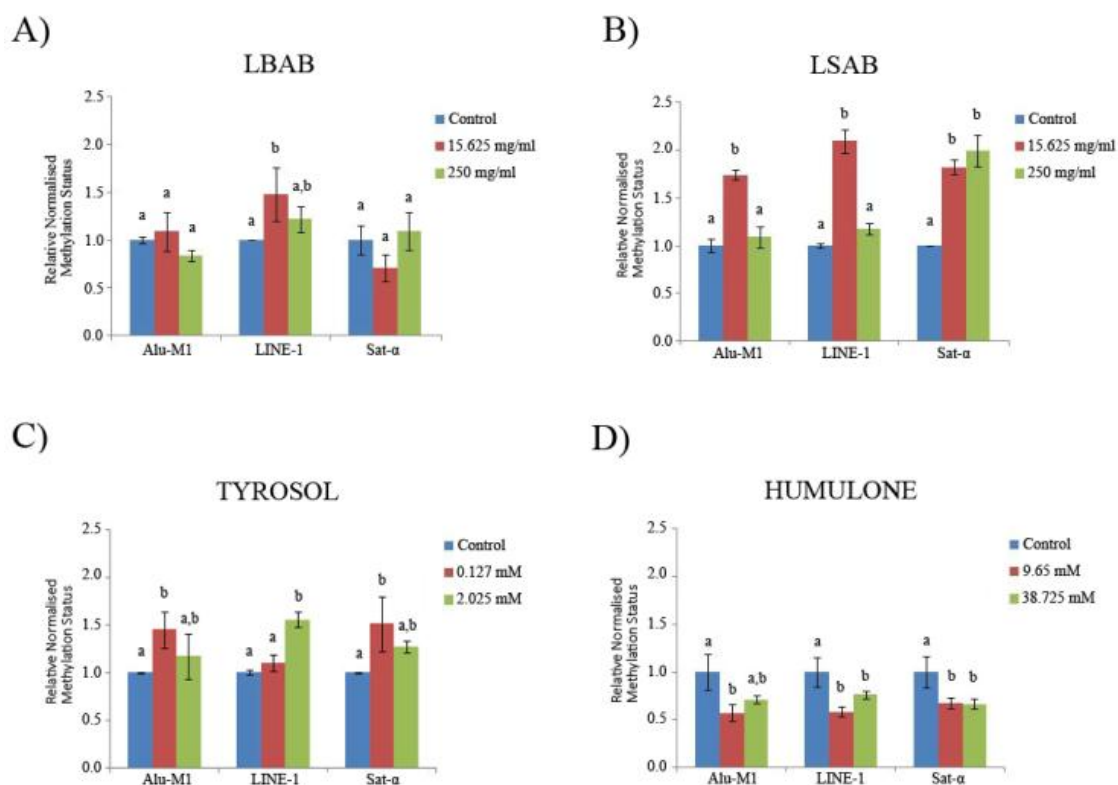 A)
LBAB
Relative Normalised
Methylation Status
2.5
2.0
1.5
1.0
0.5
0.0
a a a
a b a,b
a a a
Alu-M1 LINE-1 Sat-α
Control
15.625 mg/ml
250 mg/ml
B)
LSAB
Relative Normalised
Methylation Status
2.5
2.0
1.5
1.0
0.5
0.0
a b a
a b a
a b b
Alu-M1 LINE-1 Sat-α
Control
15.625 mg/ml
250 mg/ml
C)
TYROSOL
Relative Normalised
Methylation Status
2.5
2.0
1.5
1.0
0.5
0.0
a b a,b
a a b
a b a,b
Alu-M1 LINE-1 Sat-α
Control
0.127 mM
2.025 mM
D)
HUMULONE
Relative Normalised
Methylation Status
2.5
2.0
1.5
1.0
0.5
0.0
a b a,b
a b b
a b b
Alu-M1 LINE-1 Sat-α
Control
9.65 mM
38.725 mM